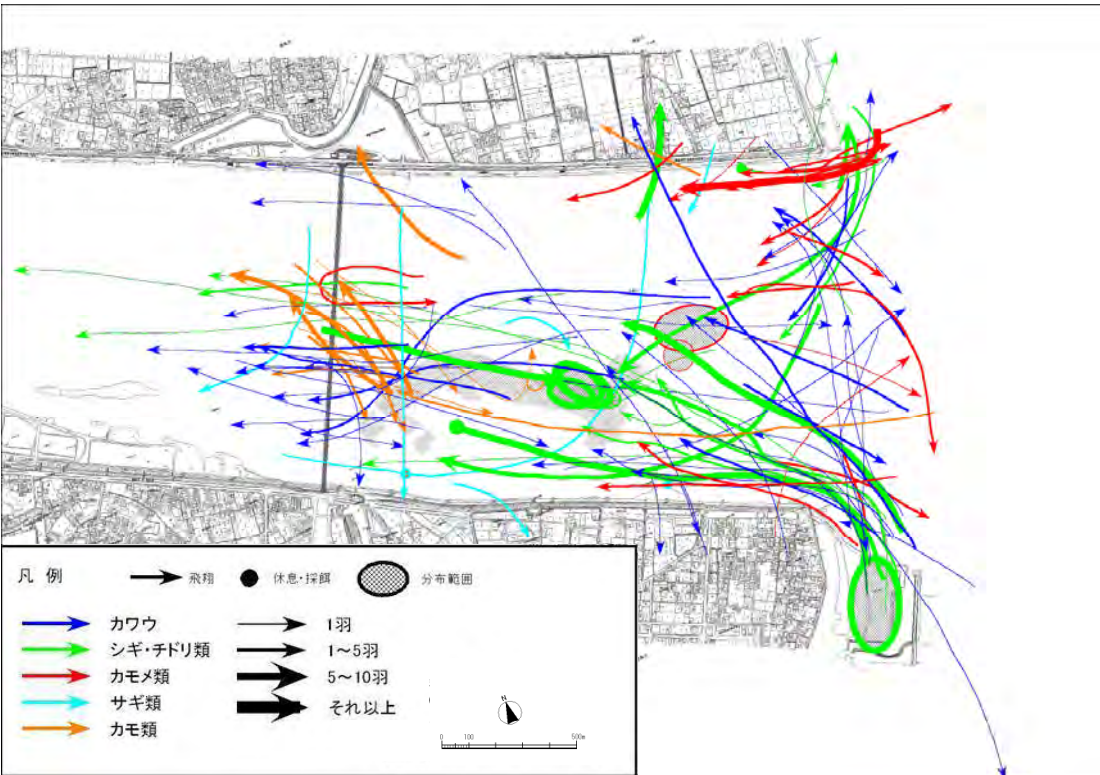 凡 例
飛翔
休息・採餌
分布範囲
カワウ
1羽
シギ・チドリ類
1～5羽
カモメ類
5～10羽
サギ類
それ以上
カモ類
N
0 100 500m